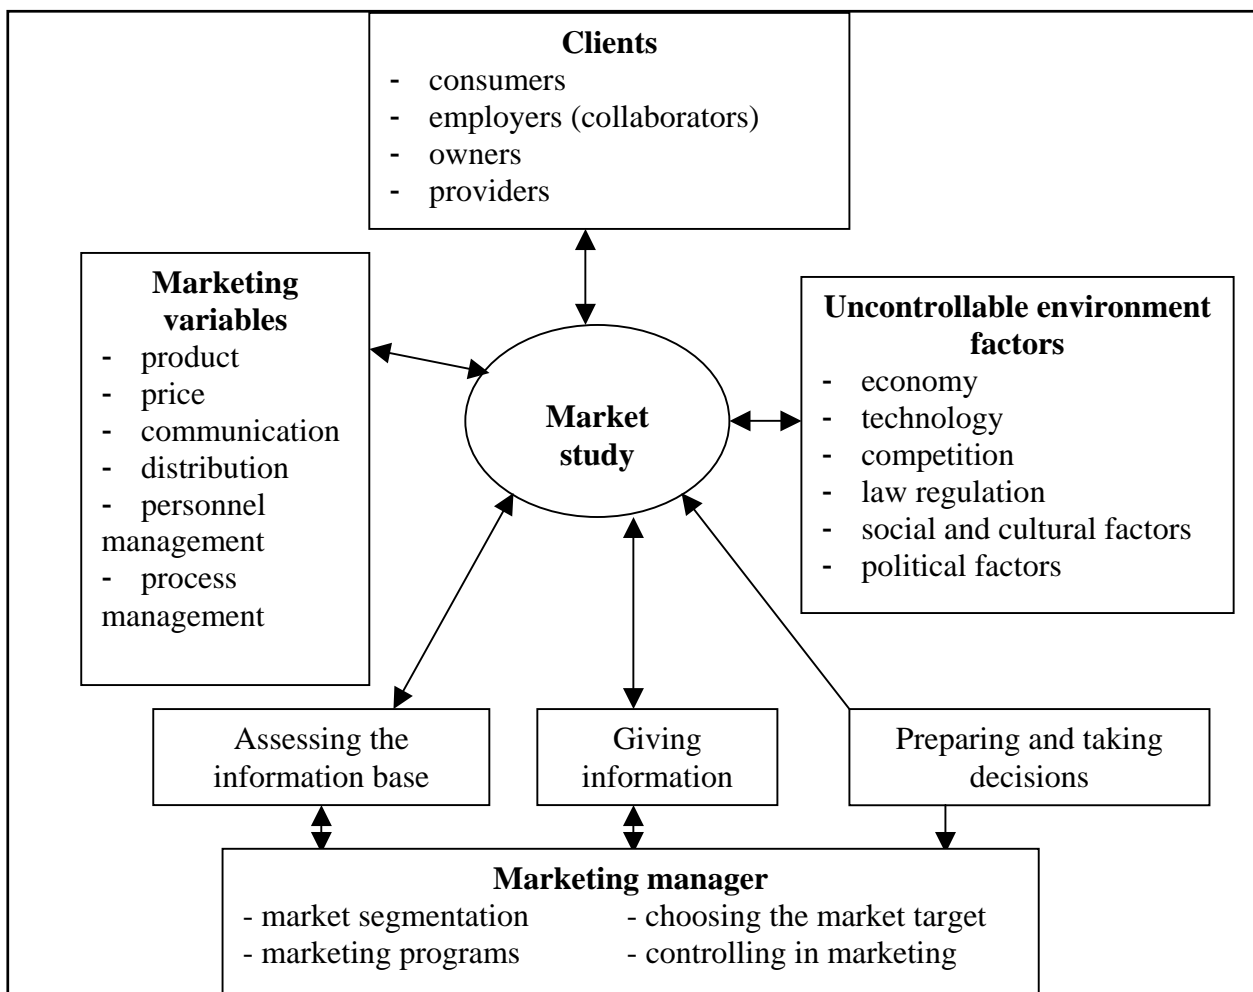 Clients
- consumers
- employers (collaborators)
- owners
- providers
Marketing
variables
- product
- price
- communication
- distribution
- personnel
management
- process
management
Market
study
Uncontrollable environment
factors
- economy
- technology
- competition
- law regulation
- social and cultural factors
- political factors
Assessing the
information base
Giving
information
Preparing and taking
decisions
Marketing manager
- market segmentation - choosing the market target
- marketing programs - controlling in marketing